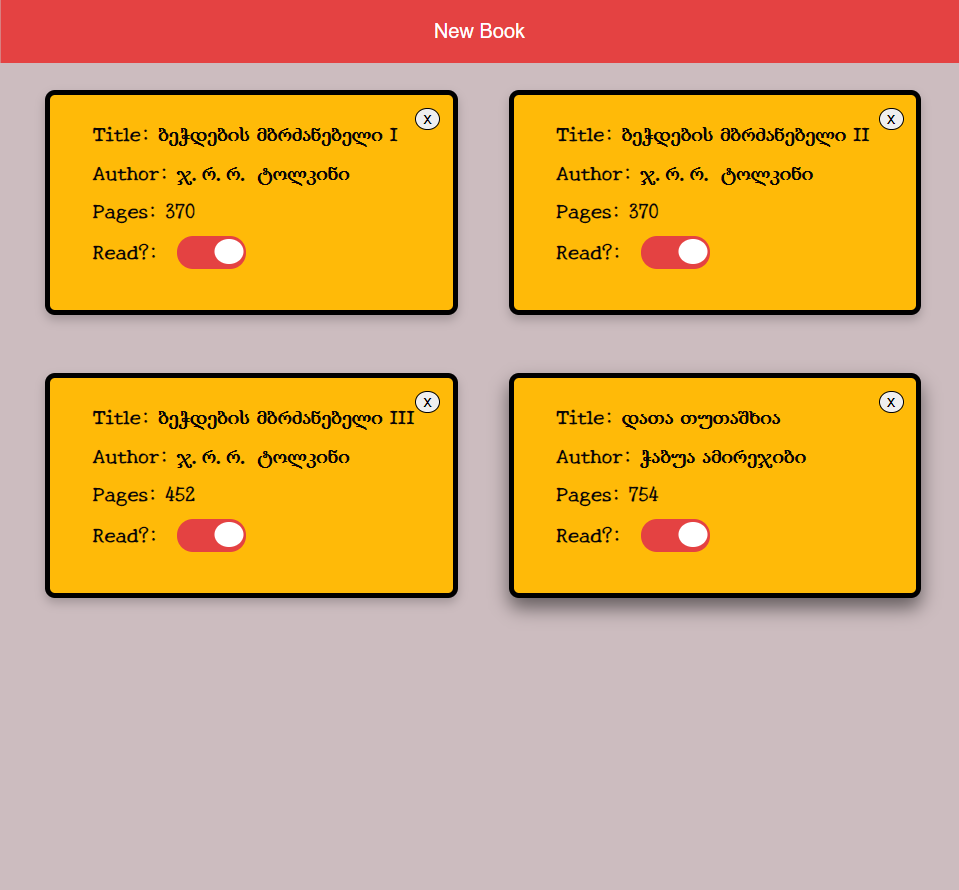 New Book
x
Title: ბეჭდების მბრძანებელი I
Author: ჯ.რ.რ. ტოლკინი
Pages: 370
Read?:
x
Title: ბეჭდების მბრძანებელი II
Author: ჯ.რ.რ. ტოლკინი
Pages: 370
Read?:
x
Title: ბეჭდების მბრძანებელი III
Author: ჯ.რ.რ. ტოლკინი
Pages: 452
Read?:
x
Title: დათა თუთაშხია
Author: ჭაბუა ამირეჯიბი
Pages: 754
Read?: